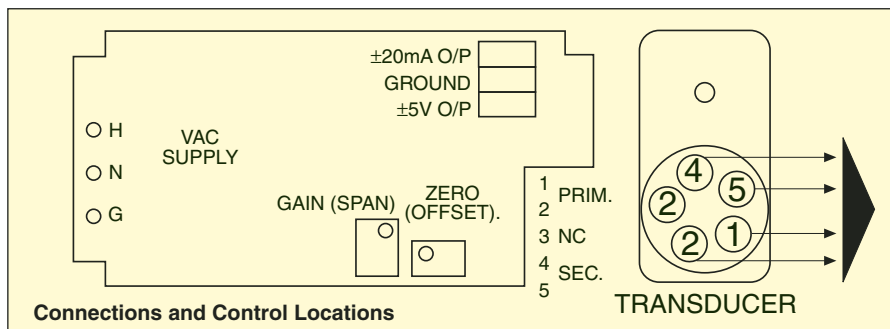 ±20mA O/P
GROUND
±5V O/P
H
N
G
VAC
SUPPLY
GAIN (SPAN)
ZERO
(OFFSET).
1
2
3
4
5
PRIM.
NC
SEC.
4
5
2
1
2
TRANSDUCER
Connections and Control Locations